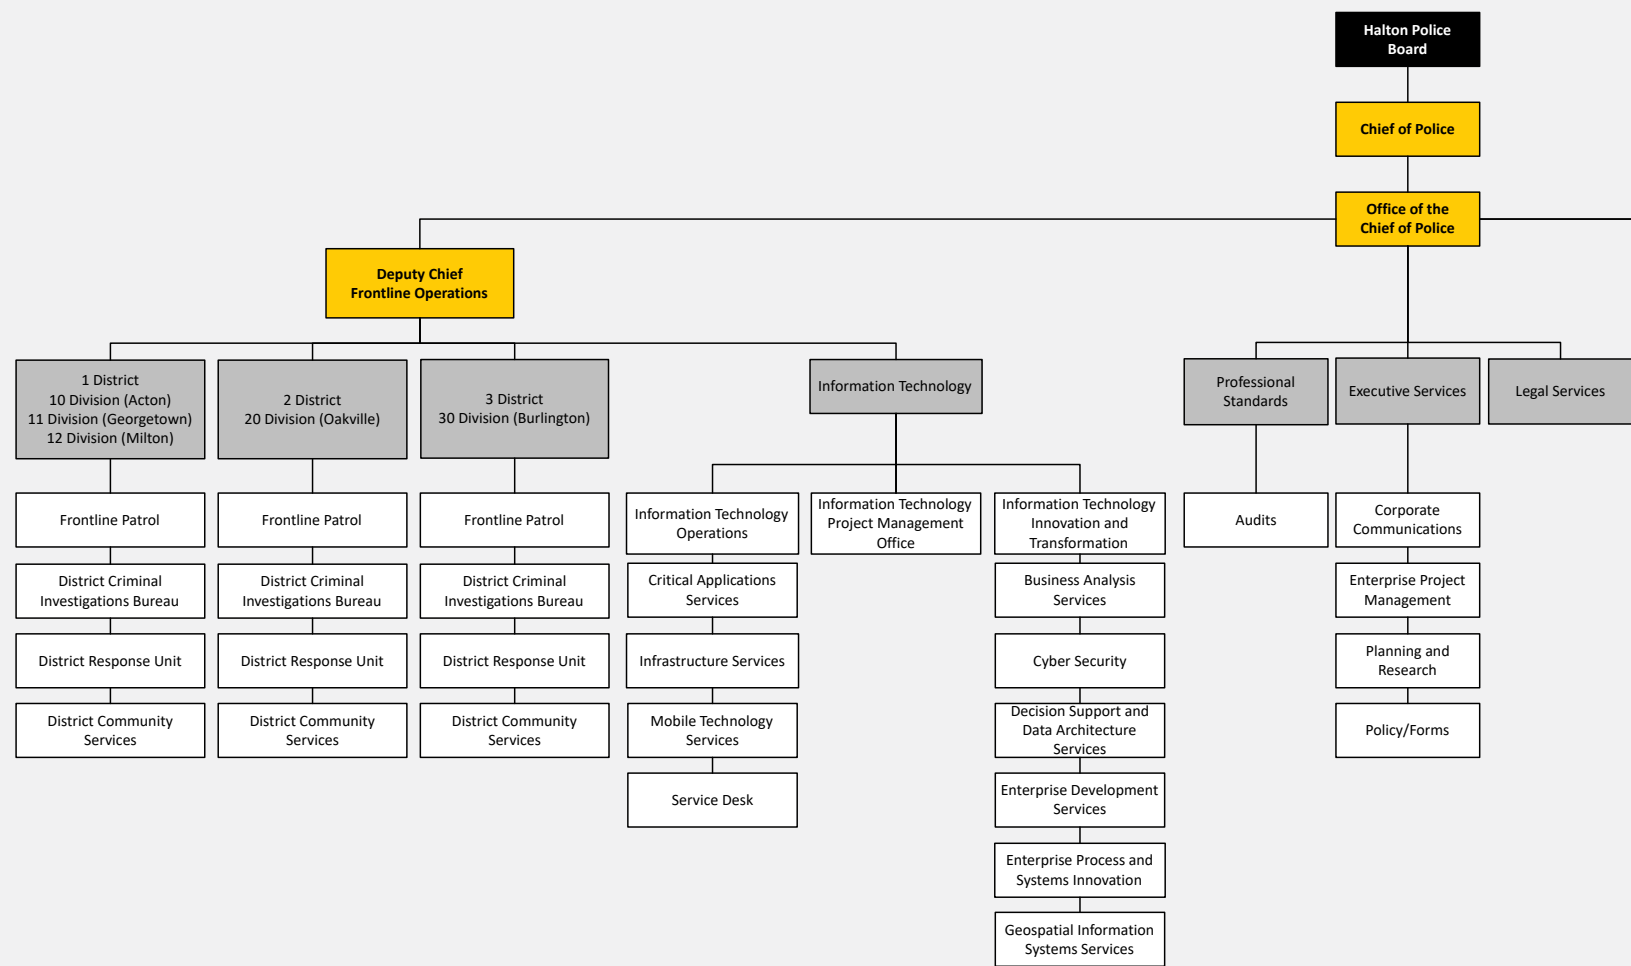 Halton Police
Board
Chief of Police
Office of the
Chief of Police
Deputy Chief
Frontline Operations
1 District
10 Division (Acton)
11 Division (Georgetown)
12 Division (Milton)
2 District
20 Division (Oakville)
3 District
30 Division (Burlington)
Information Technology
Professional
Standards
Executive Services
Legal Services
Frontline Patrol
District Criminal
Investigations Bureau
District Response Unit
District Community
Services
Frontline Patrol
District Criminal
Investigations Bureau
District Response Unit
District Community
Services
Frontline Patrol
District Criminal
Investigations Bureau
District Response Unit
District Community
Services
Information Technology
Operations
Critical Applications
Services
Infrastructure Services
Mobile Technology
Services
Service Desk
Information Technology
Project Management
Office
Information Technology
Innovation and
Transformation
Business Analysis
Services
Cyber Security
Decision Support and
Data Architecture
Services
Enterprise Development
Services
Enterprise Process and
Systems Innovation
Geospatial Information
Systems Services
Audits
Corporate
Communications
Enterprise Project
Management
Planning and
Research
Policy/Forms